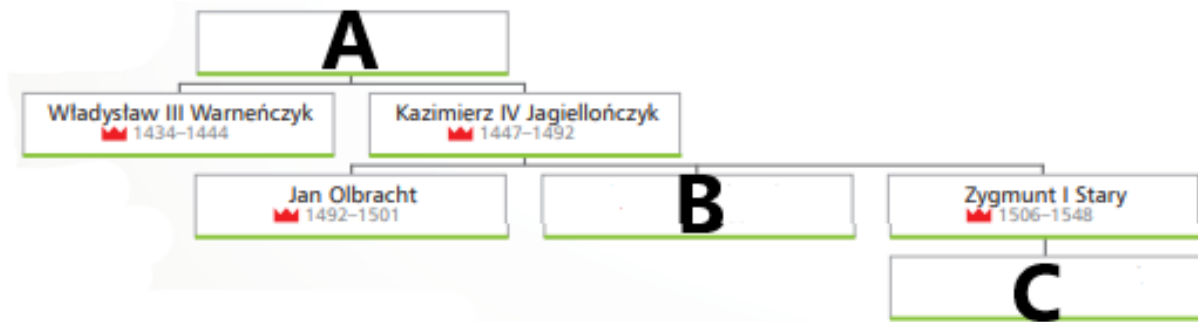 A
Władysław III Warneńczyk
1434–1444
Kazimierz IV Jagiellończyk
1447–1492
Jan Olbracht
1492–1501
B
Zygmunt I Stary
1506–1548
C